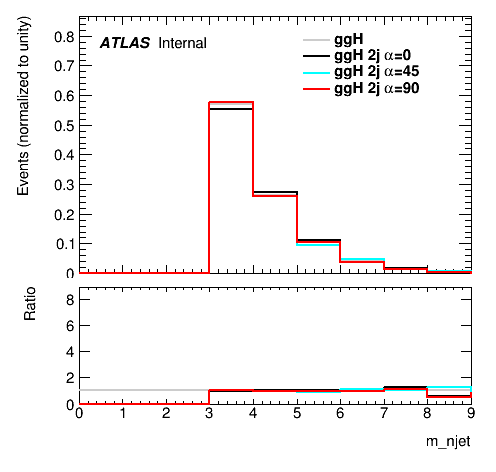 ATLAS Internal
ggH
ggH 2j α=0
ggH 2j α=45
ggH 2j α=90
Events (normalized to unity)
0.8
0.7
0.6
0.5
0.4
0.3
0.2
0.1
0
Ratio
8
6
4
2
0
0 1 2 3 4 5 6 7 8 9
m_njet